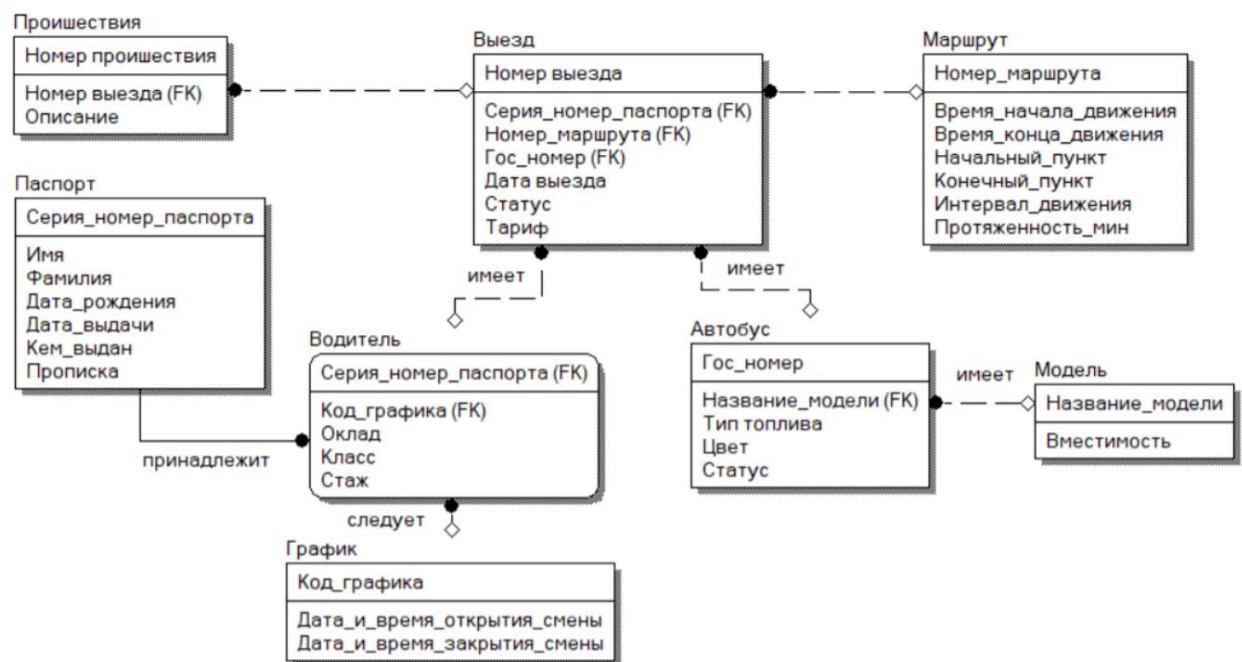 Проишествия
Номер проишествия
Номер выезда (FK)
Описание
Выезд
Номер выезда
Серия_номер_паспорта (FK)
Номер_маршрута (FK)
Гос_номер (FK)
Дата выезда
Статус
Тариф
Маршрут
Номер_маршрута
Время_начала_движения
Время_конца_движения
Начальный_пункт
Конечный_пункт
Интервал_движения
Протяженность_мин
Паспорт
Серия_номер_паспорта
Имя
Фамилия
Дата_рождения
Дата_выдачи
Кем_выдан
Прописка
имеет
имеет
Водитель
Серия_номер_паспорта (FK)
Код_графика (FK)
Оклад
Класс
Стаж
принадлежит
Автобус
Гос_номер
Название_модели (FK)
Тип топлива
Цвет
Статус
имеет
Модель
Название_модели
Вместимость
следует
График
Код_графика
Дата_и_время_открытия_смены
Дата_и_время_закрытия_смены